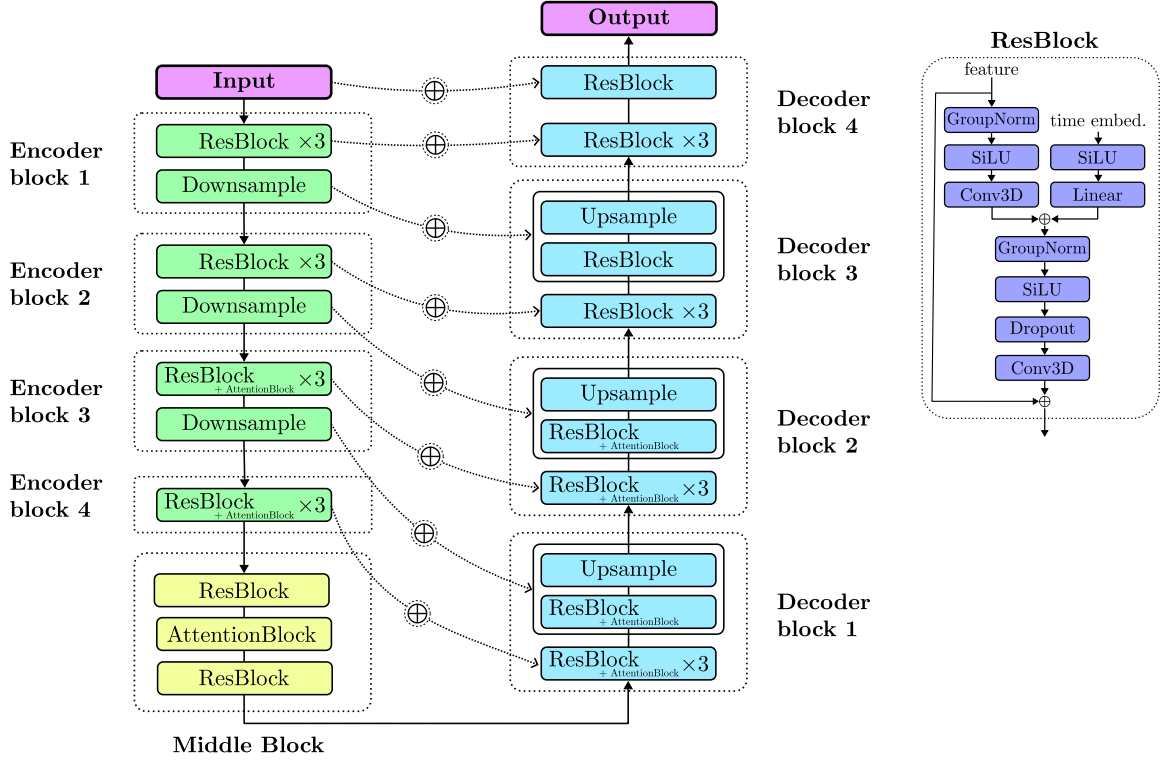 Input
Encoder
block 1
ResBlock ×3
Downsample
Encoder
block 2
ResBlock ×3
Downsample
Encoder
block 3
ResBlock ×3
+ AttentionBlock
Downsample
Encoder
block 4
ResBlock ×3
+ AttentionBlock
ResBlock
AttentionBlock
ResBlock
Middle Block
Output
ResBlock
ResBlock ×3
Decoder
block 4
Upsample
ResBlock
ResBlock ×3
Decoder
block 3
Upsample
ResBlock
+ AttentionBlock
ResBlock ×3
+ AttentionBlock
Decoder
block 2
Upsample
ResBlock
+ AttentionBlock
ResBlock ×3
+ AttentionBlock
Decoder
block 1
ResBlock
feature
GroupNorm
time embed.
SiLU
SiLU
Conv3D
Linear
GroupNorm
SiLU
Dropout
Conv3D